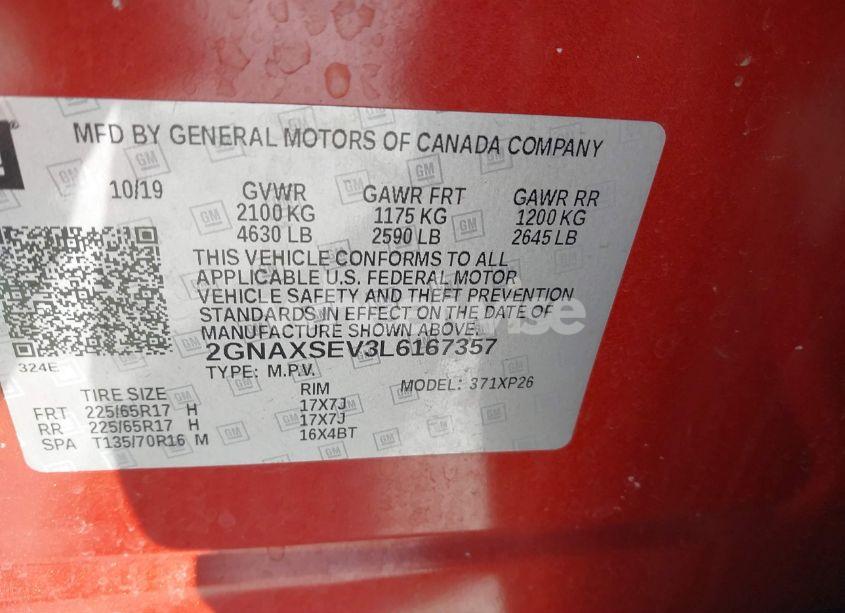 MFD BY GENERAL MOTORS OF CANADA COMPANY
10/19 GVWR GAWR FRT GAWR RR
2100 KG 1175 KG 1200 KG
4630 LB 2590 LB 2645 LB
THIS VEHICLE CONFORMS TO ALL
APPLICABLE U.S. FEDERAL MOTOR
VEHICLE SAFETY AND THEFT PREVENTION
STANDARDS IN EFFECT ON THE DATE OF
MANUFACTURE SHOWN ABOVE.
2GNAXSEV3L6167357
324E TYPE: M.P.V. MODEL: 371XP26
TIRE SIZE RIM
FRT 225/65R17 H 17X7J
RR 225/65R17 H 17X7J
SPA T135/70R16 M 16X4BT